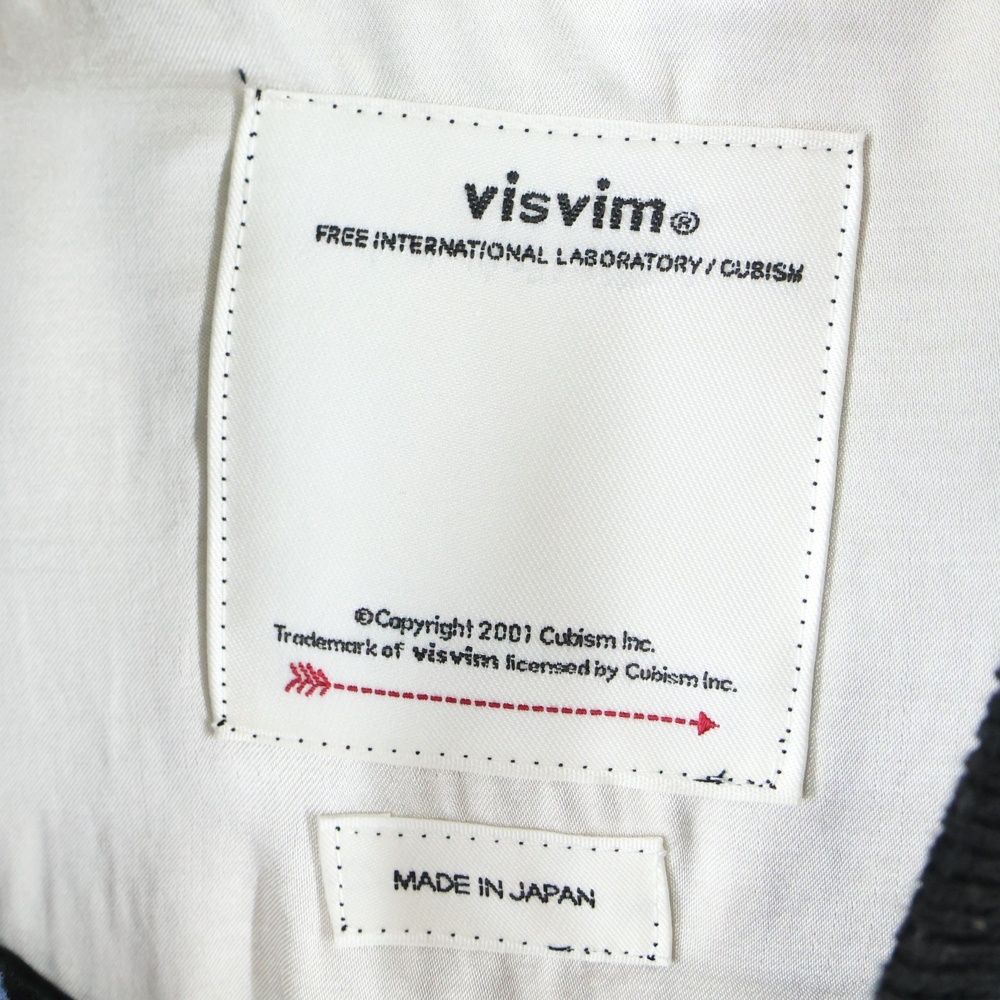 visvim®
FREE INTERNATIONAL LABORATORY / CUBISM
©Copyright 2001 Cubism Inc.
Trademark of visvim licensed by Cubism Inc.
MADE IN JAPAN